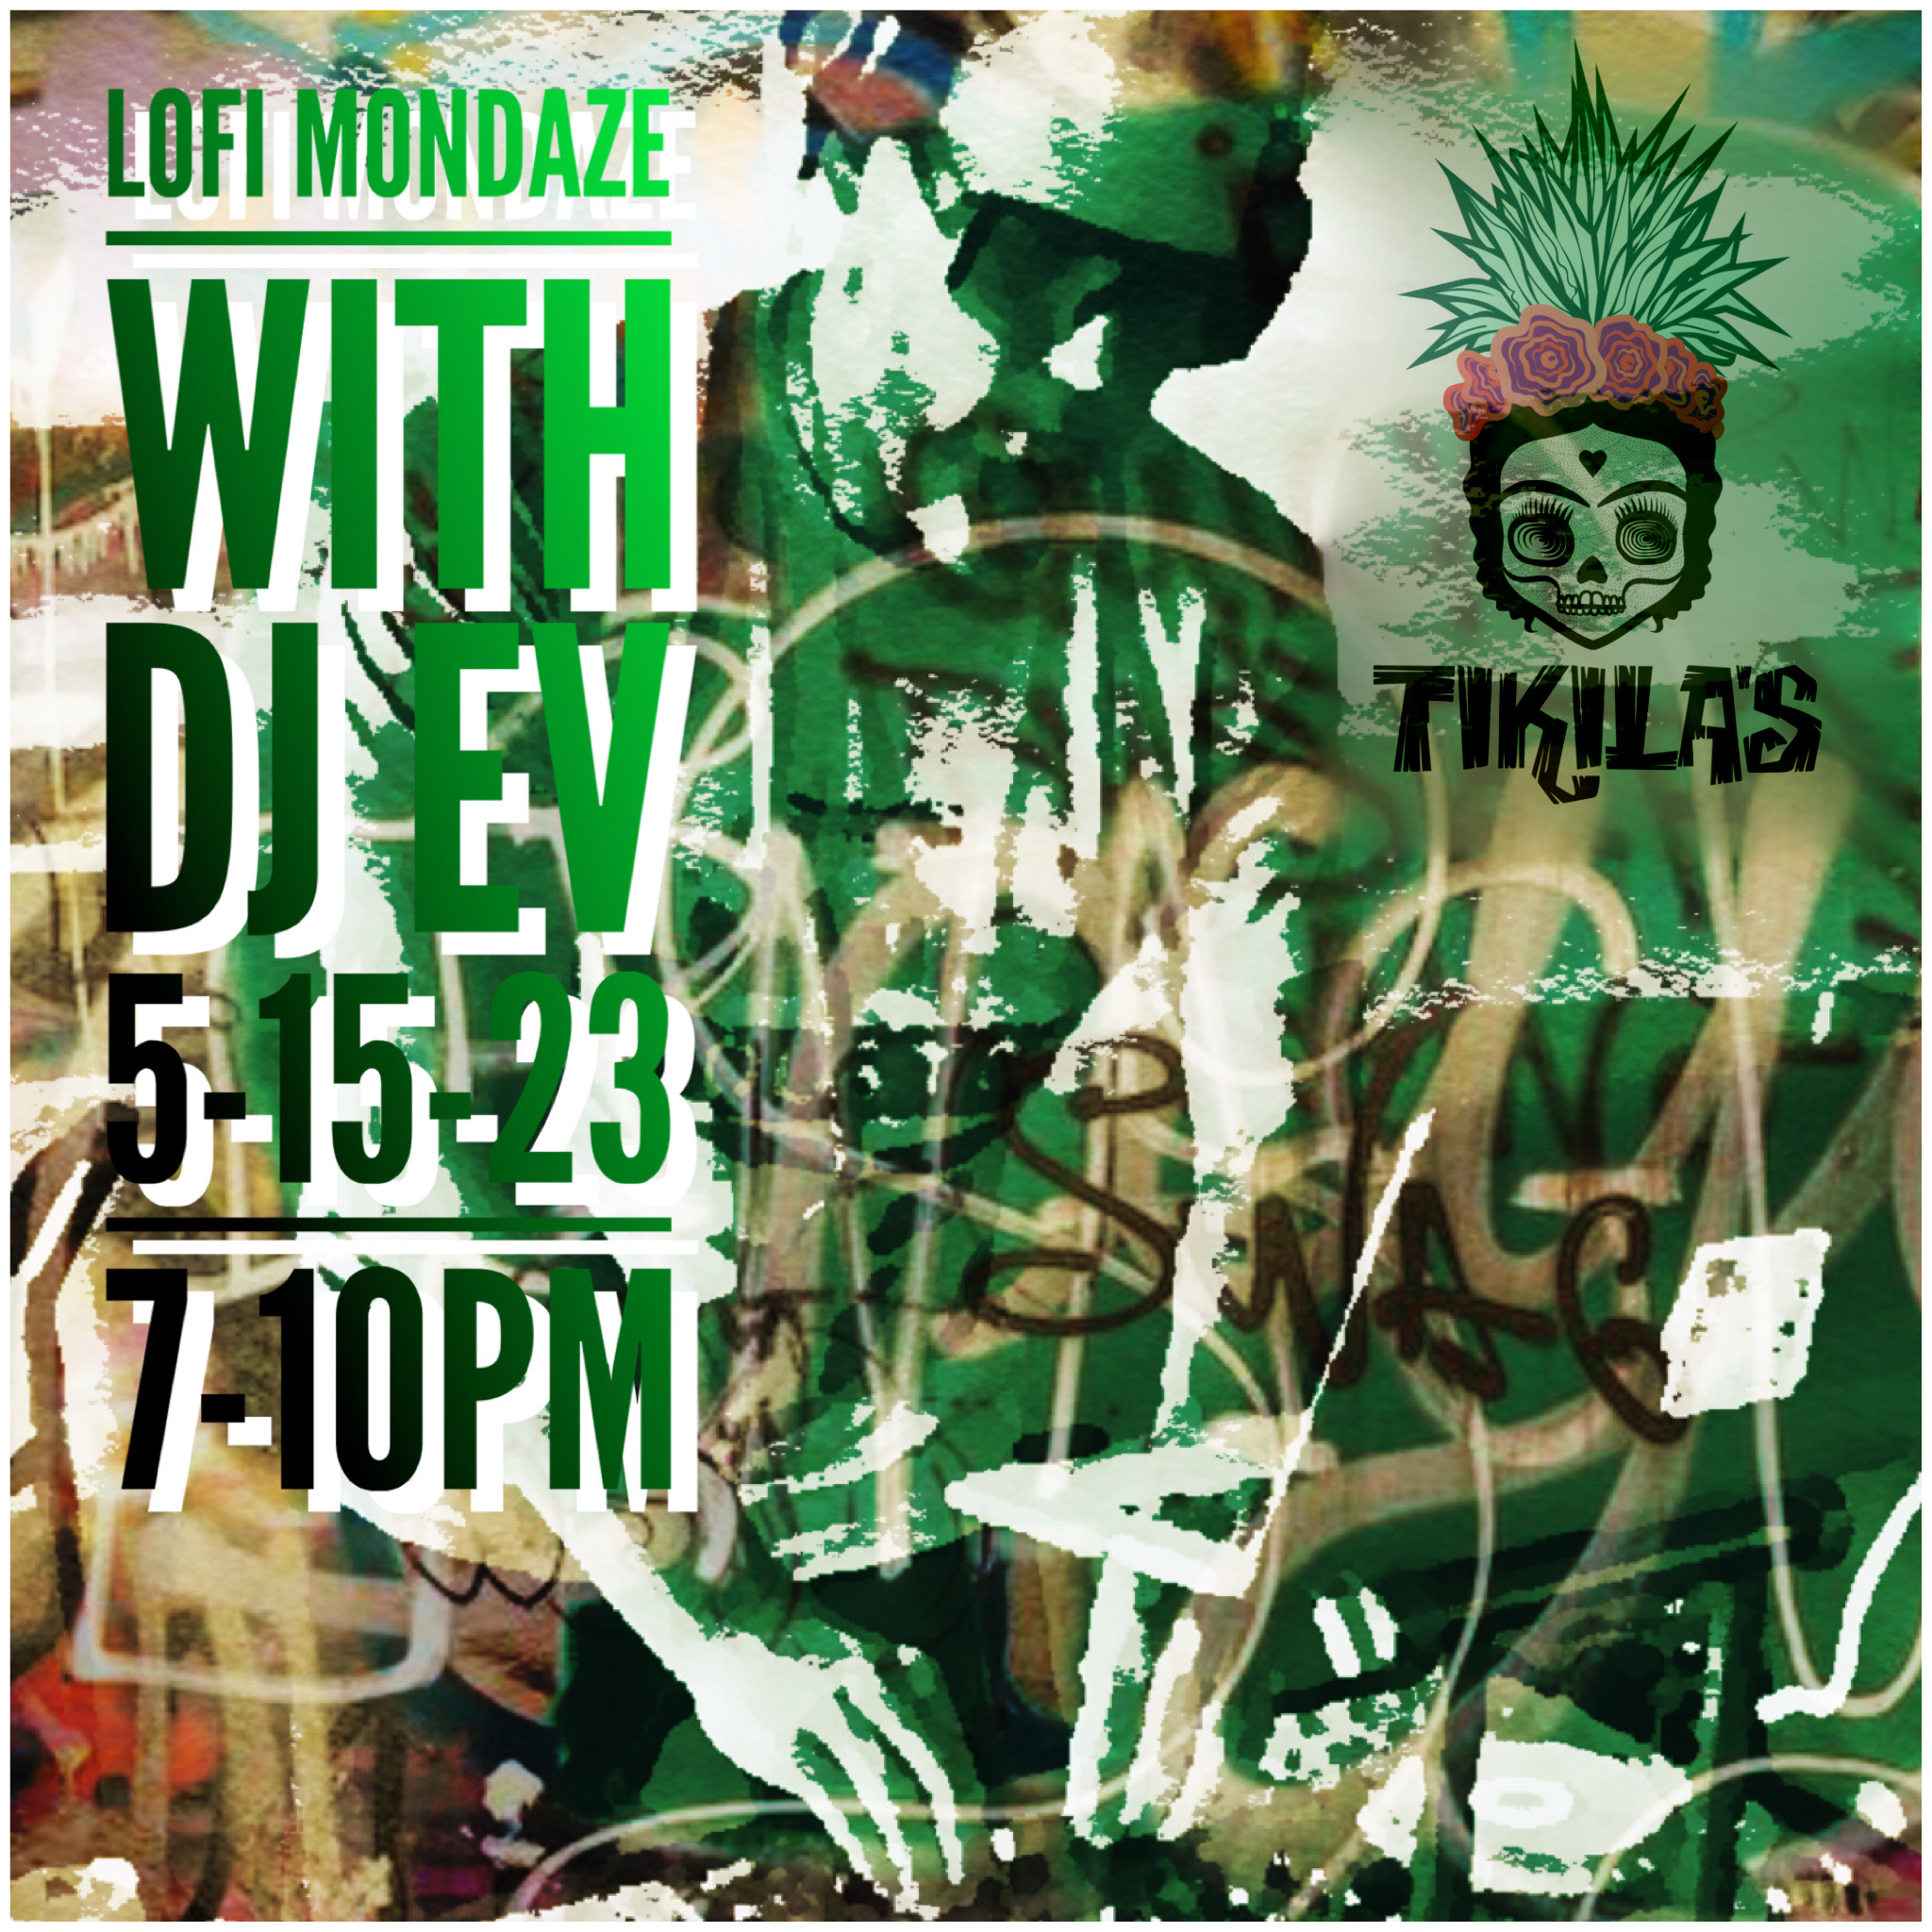 LOFI MONDAZE
WITH
DJ EV
5-15-23
7-10PM
TIKILA'S